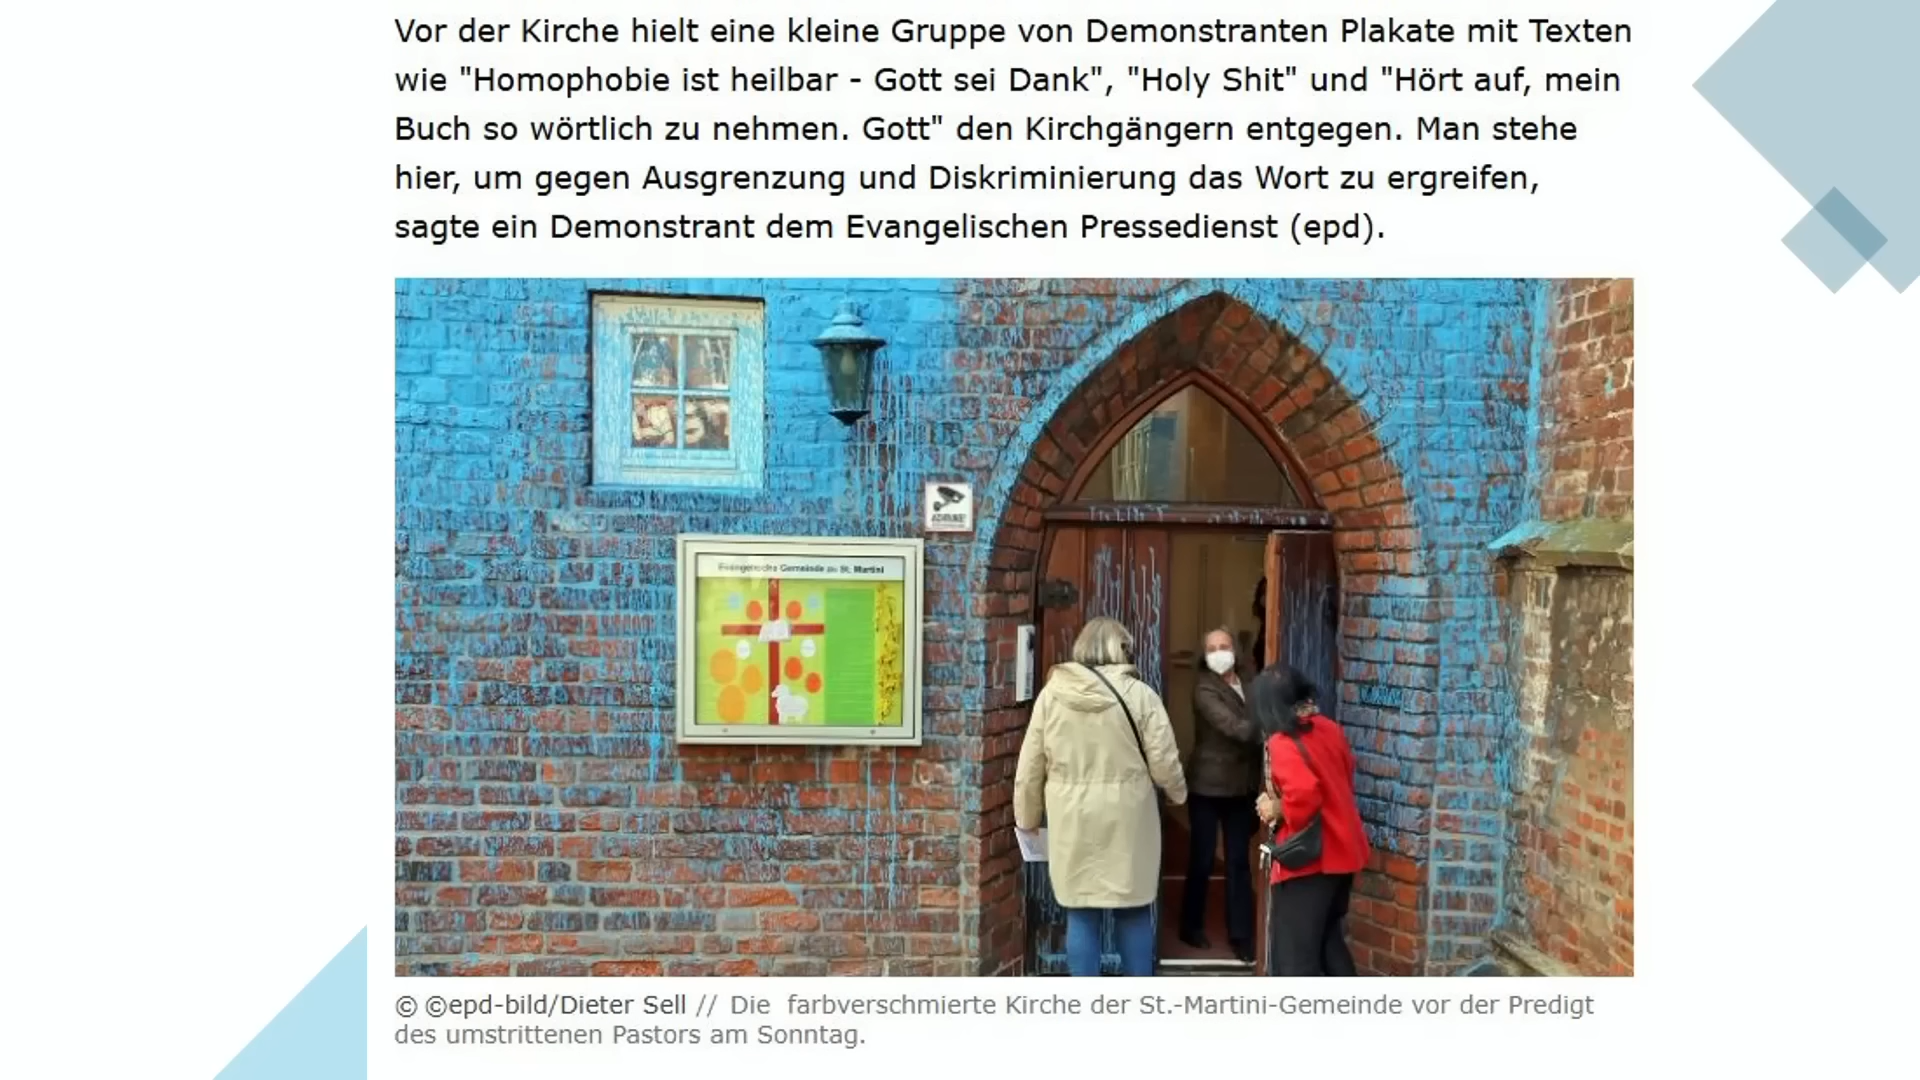 Vor der Kirche hielt eine kleine Gruppe von Demonstranten Plakate mit Texten
wie "Homophobie ist heilbar - Gott sei Dank", "Holy Shit" und "Hört auf, mein
Buch so wörtlich zu nehmen. Gott" den Kirchgängern entgegen. Man stehe
hier, um gegen Ausgrenzung und Diskriminierung das Wort zu ergreifen,
sagte ein Demonstrant dem Evangelischen Pressedienst (epd).
Evangelische Gemeinde zu St. Martini
© ©epd-bild/Dieter Sell // Die farbverschmierte Kirche der St.-Martini-Gemeinde vor der Predigt
des umstrittenen Pastors am Sonntag.